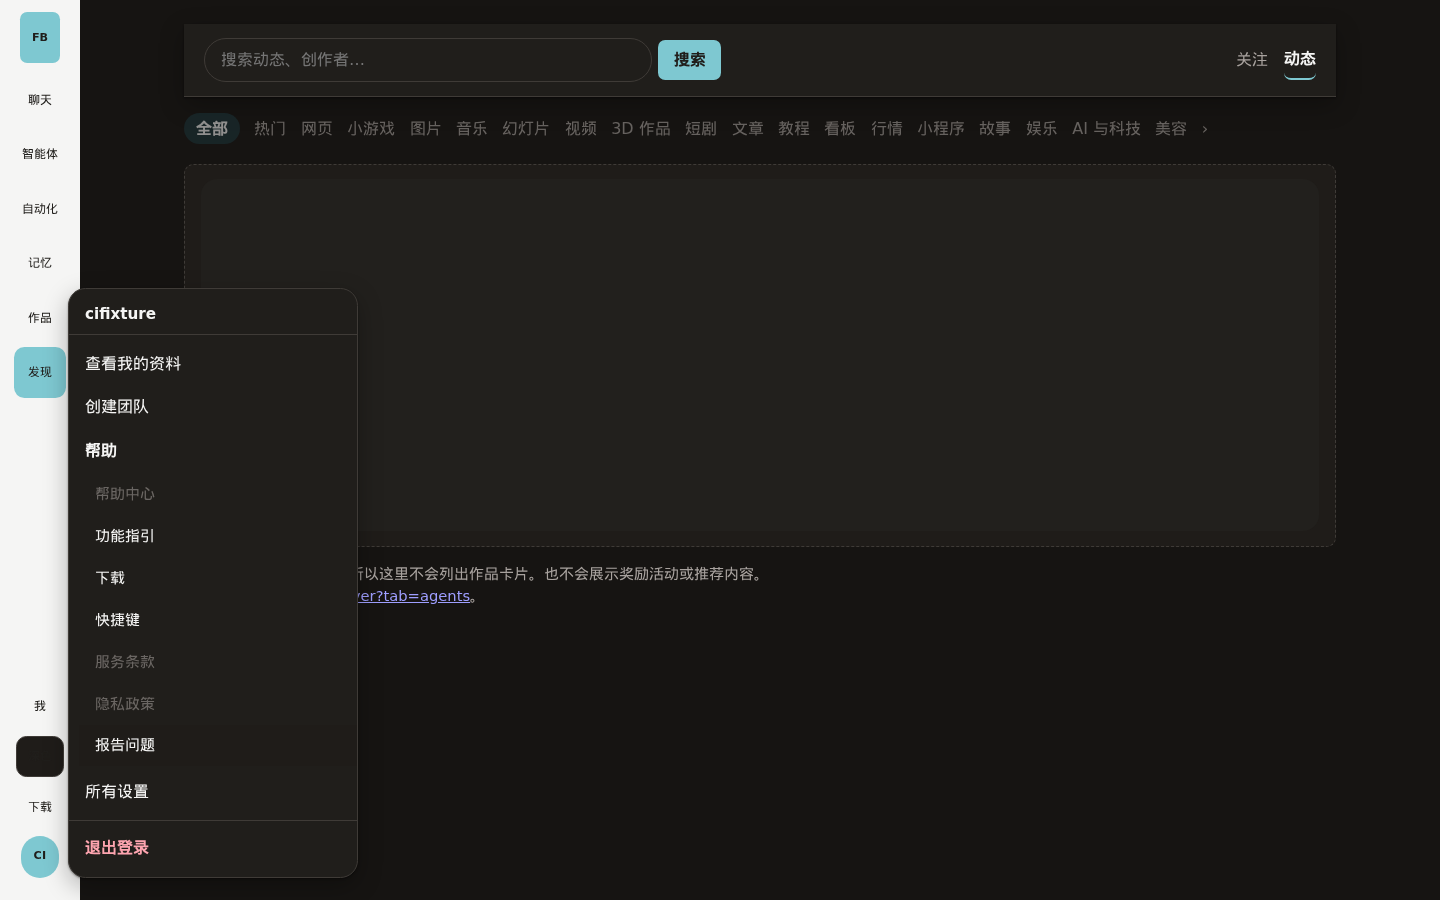 FB
聊天
智能体
自动化
记忆
作品
发现
我
下载
CI
搜索动态、创作者...
搜索
关注
动态
全部 热门 网页 小游戏 图片 音乐 幻灯片 视频 3D 作品 短剧 文章 教程 看板 行情 小程序 故事 娱乐 AI 与科技 美容 ›
以这里不会列出作品卡片。也不会展示奖励活动或推荐内容。
er?tab=agents。
cifixture
查看我的资料
创建团队
帮助
帮助中心
功能指引
下载
快捷键
服务条款
隐私政策
报告问题
所有设置
退出登录